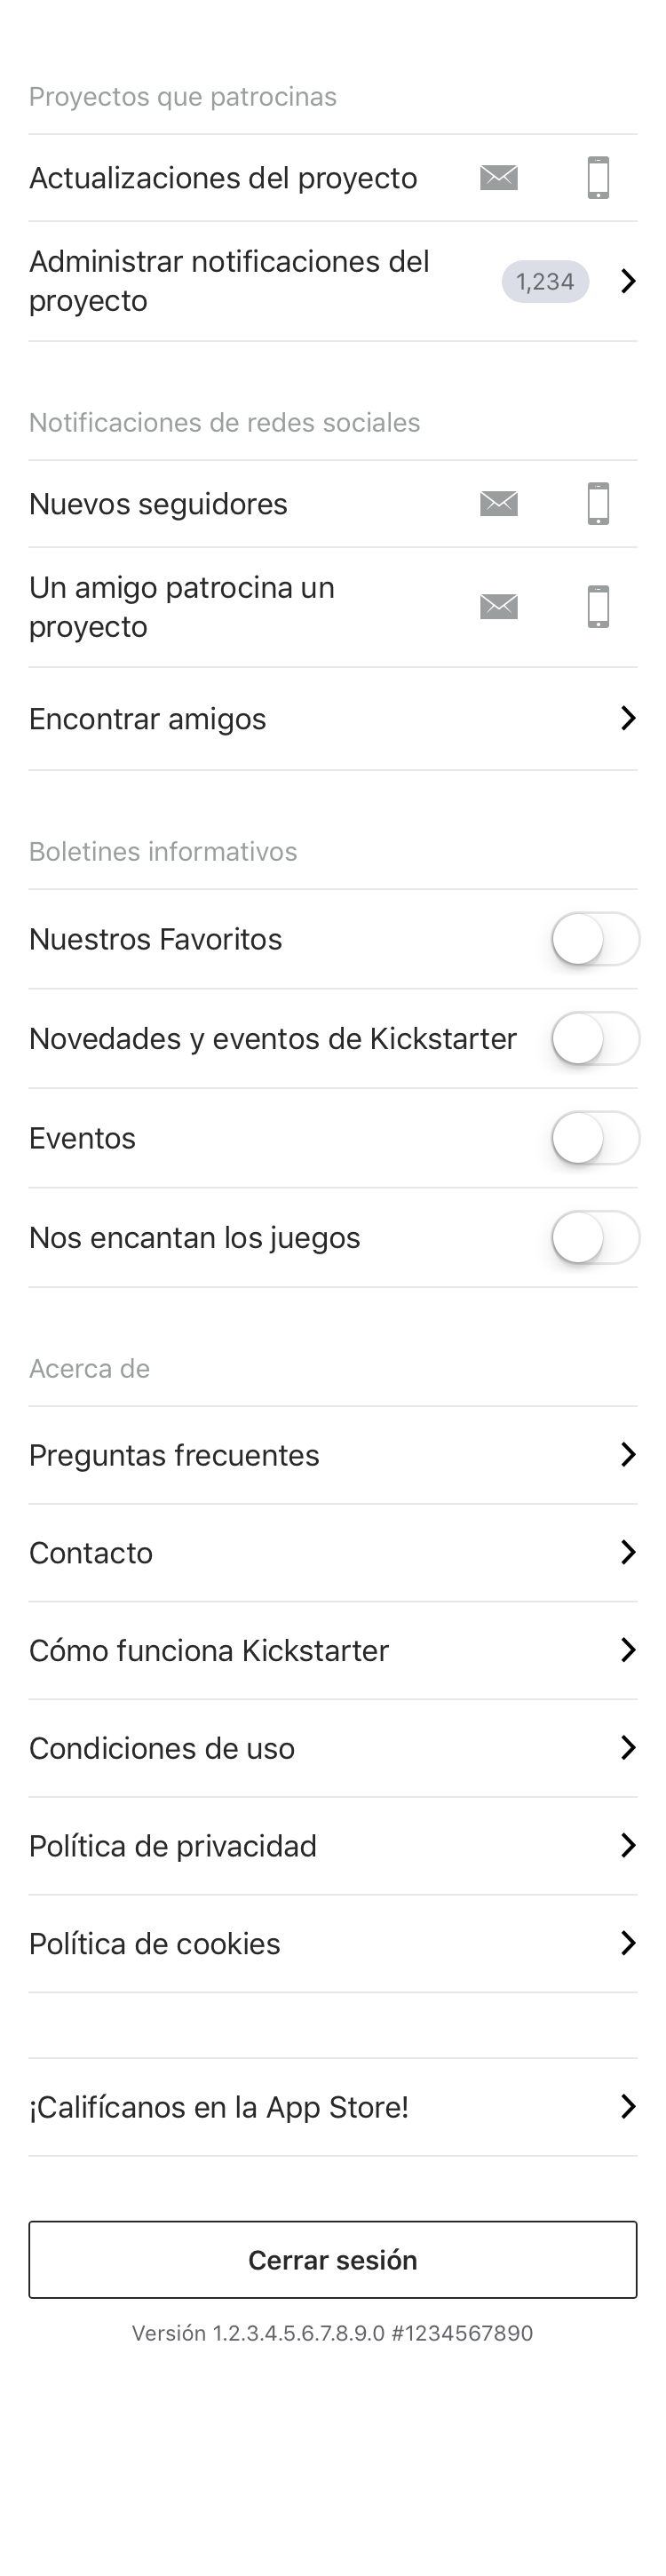 Proyectos que patrocinas
Actualizaciones del proyecto
Administrar notificaciones del
proyecto
1,234
Notificaciones de redes sociales
Nuevos seguidores
Un amigo patrocina un
proyecto
Encontrar amigos
Boletines informativos
Nuestros Favoritos
Novedades y eventos de Kickstarter
Eventos
Nos encantan los juegos
Acerca de
Preguntas frecuentes
Contacto
Cómo funciona Kickstarter
Condiciones de uso
Política de privacidad
Política de cookies
¡Califícanos en la App Store!
Cerrar sesión
Versión 1.2.3.4.5.6.7.8.9.0 #1234567890